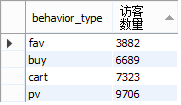 behavior_type 访客数量
fav 3882
buy 6689
cart 7323
pv 9706